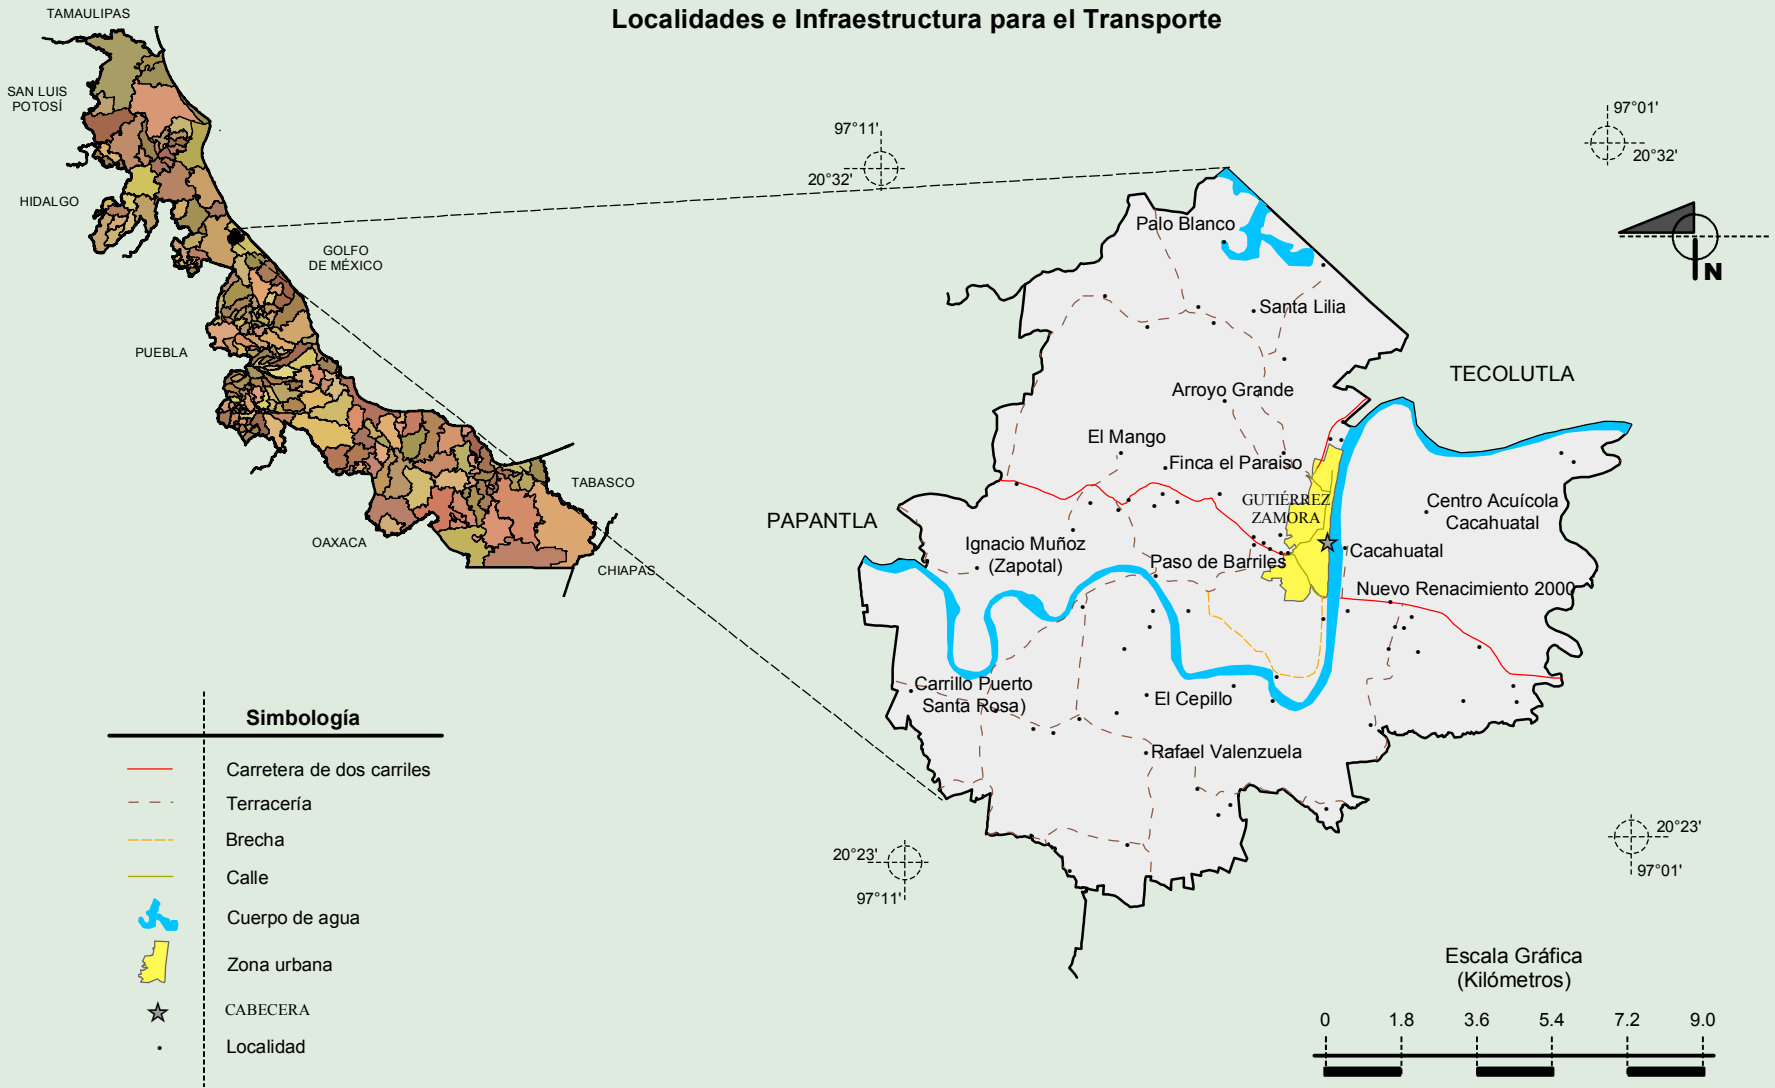 Localidades e Infraestructura para el Transporte
TAMAULIPAS
SAN LUIS
POTOSÍ
HIDALGO
GOLFO
DE MÉXICO
PUEBLA
OAXACA
TABASCO
CHIAPAS
97°11'
20°32'
97°01'
20°32'
N
Palo Blanco
Santa Lilia
TECOLUTLA
Arroyo Grande
El Mango
Finca el Paraiso
GUTIÉRREZ
ZAMORA
Centro Acuícola
Cacahuatal
PAPANTLA
Ignacio Muñoz
(Zapotal)
Paso de Barriles
Cacahuatal
Nuevo Renacimiento 2000
Carrillo Puerto
Santa Rosa)
El Cepillo
Rafael Valenzuela
20°23'
97°11'
20°23'
97°01'
Simbología
Carretera de dos carriles
Terracería
Brecha
Calle
Cuerpo de agua
Zona urbana
CABECERA
Localidad
Escala Gráfica
(Kilómetros)
0 1.8 3.6 5.4 7.2 9.0